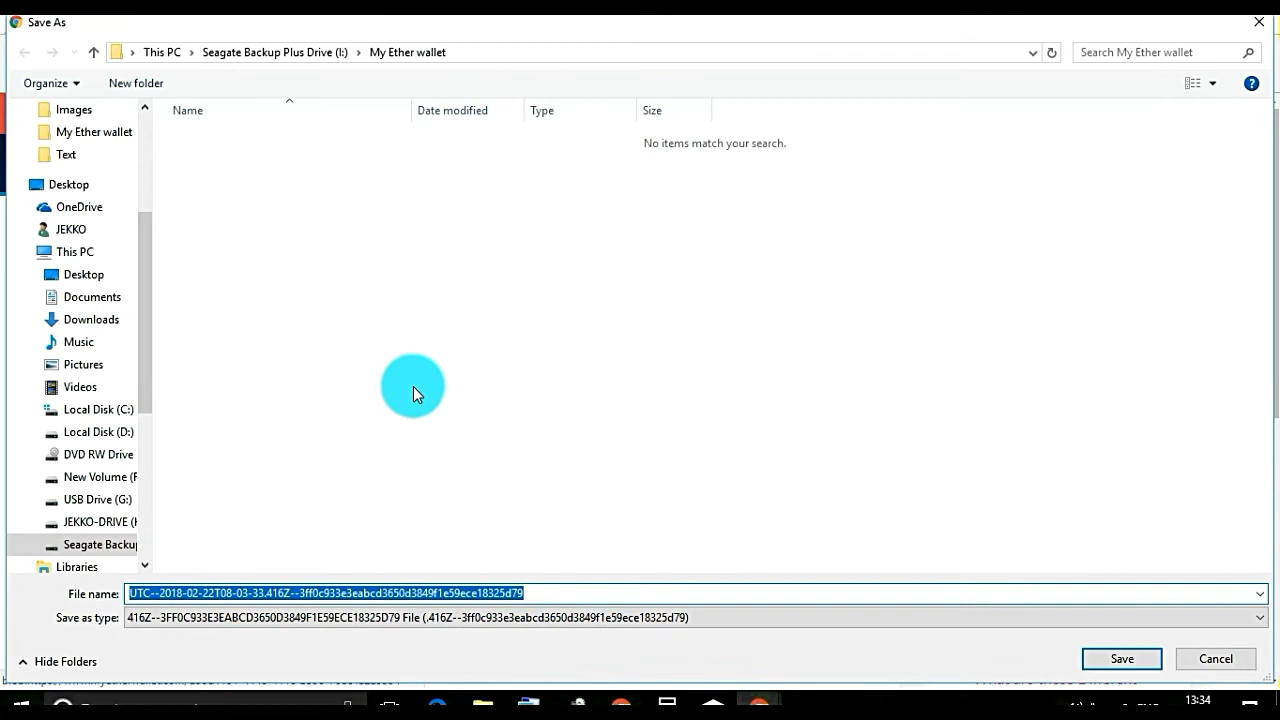 Save As
This PC > Seagate Backup Plus Drive (I:) > My Ether wallet
Search My Ether wallet
Organize
New folder
Name
Date modified
Type
Size
No items match your search.
Images
My Ether wallet
Text
Desktop
OneDrive
JEKKO
This PC
Desktop
Documents
Downloads
Music
Pictures
Videos
Local Disk (C:)
Local Disk (D:)
DVD RW Drive
New Volume (F
USB Drive (G:)
JEKKO-DRIVE (H
Seagate Backup
Libraries
File name: UTC--2018-02-22T08-03-33.416Z--3ff0c933e3eabcd3650d3849f1e59ece18325d79
Save as type: 416Z--3FF0C933E3EABCD3650D3849F1E59ECE18325D79 File (.416Z--3ff0c933e3eabcd3650d3849f1e59ece18325d79)
Hide Folders
Save
Cancel
13:34